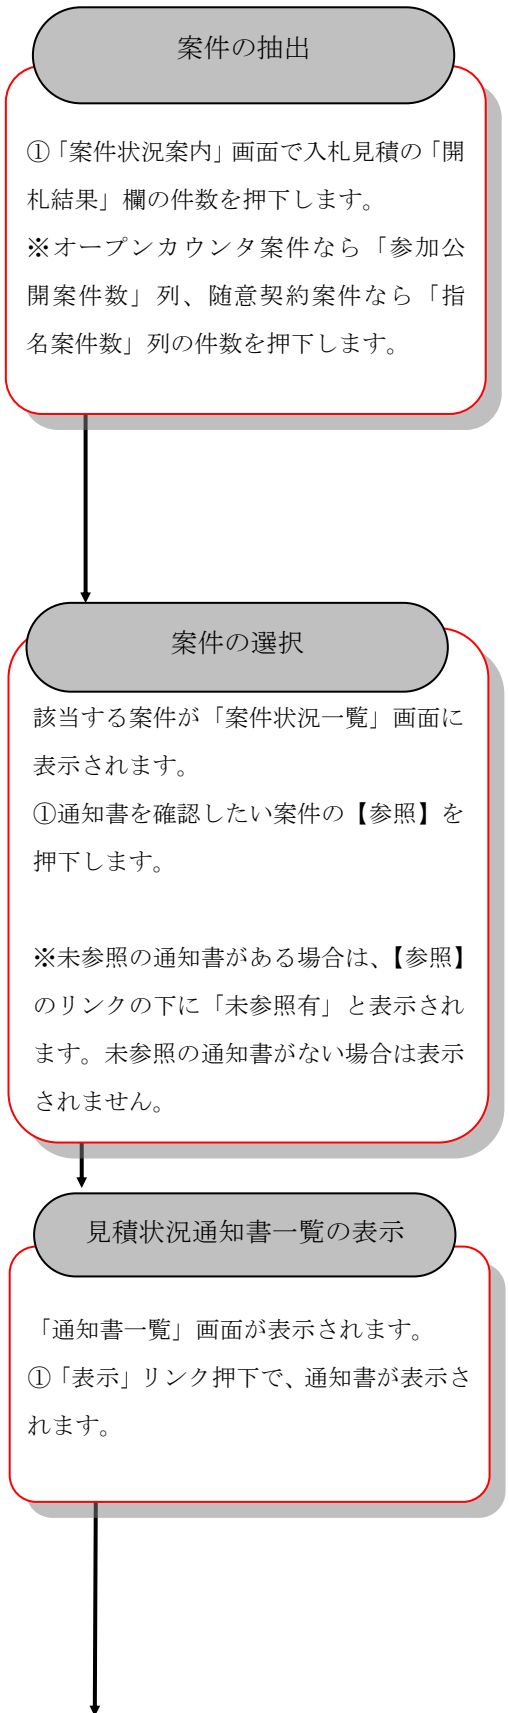 案件の抽出
①「案件状況案内」画面で入札見積の「開
札結果」欄の件数を押下します。
※オープンカウンタ案件なら「参加公
開案件数」列、随意契約案件なら「指
名案件数」列の件数を押下します。
案件の選択
該当する案件が「案件状況一覧」画面に
表示されます。
①通知書を確認したい案件の【参照】を
押下します。
※未参照の通知書がある場合は、【参照】
のリンクの下に「未参照有」と表示され
ます。未参照の通知書がない場合は表示
されません。
見積状況通知書一覧の表示
「通知書一覧」画面が表示されます。
①「表示」リンク押下で、通知書が表示さ
れます。